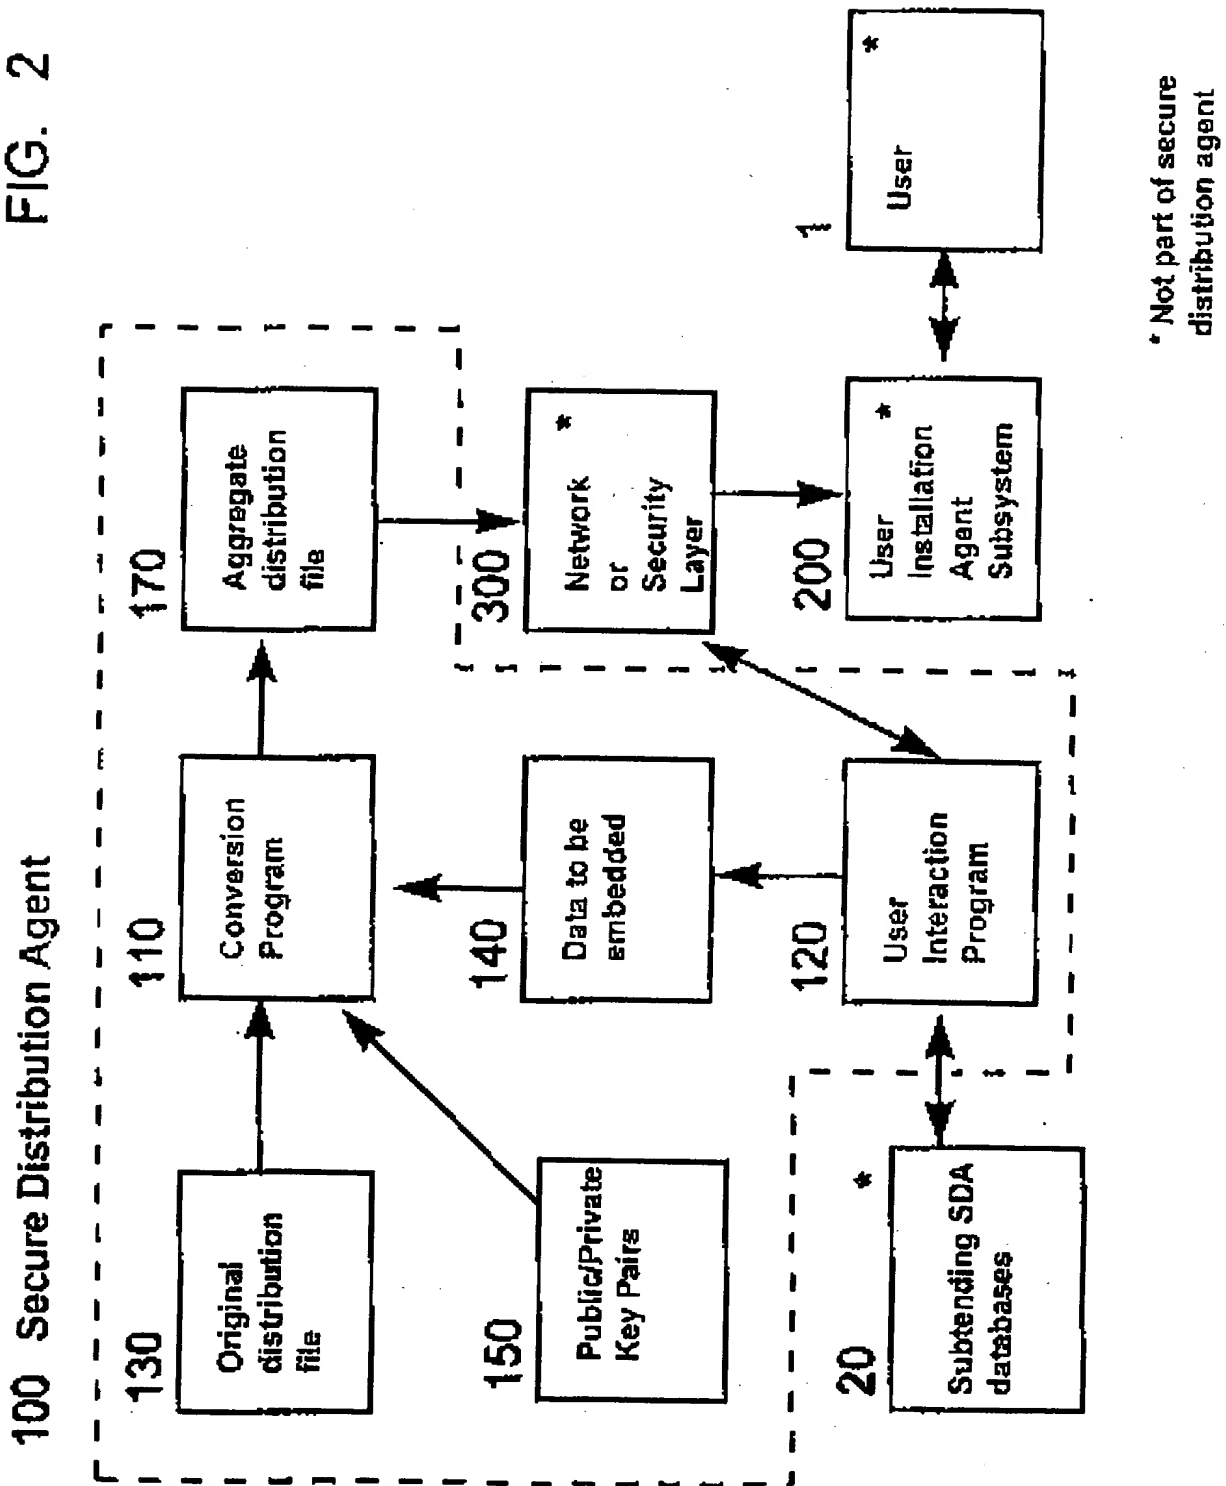 FIG. 2
100 Secure Distribution Agent
130
Original
distribution
file
110
Conversion
Program
170
Aggregate
distribution
file
150
Public/Private
Key Pairs
140
Data to be
embedded
300
Network *
or
Security
Layer
20 *
Subtending SDA
databases
120
User
Interaction
Program
200
User *
Installation
Agent
Subsystem
1
User *
* Not part of secure
distribution agent